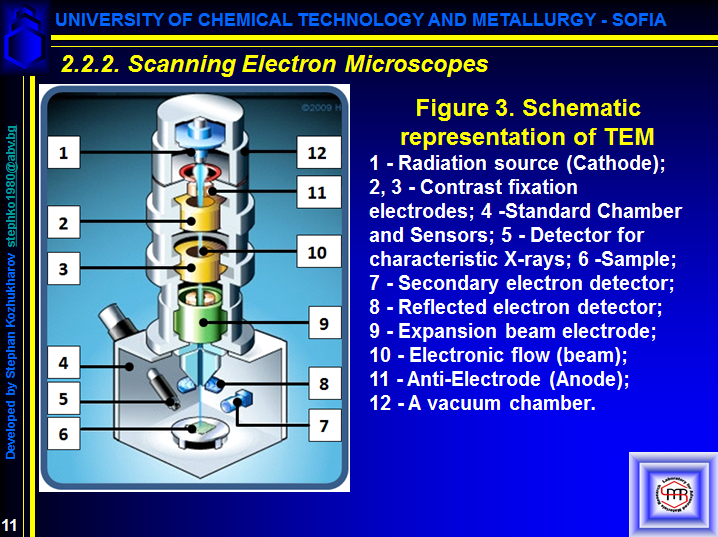 UNIVERSITY OF CHEMICAL TECHNOLOGY AND METALLURGY - SOFIA
2.2.2. Scanning Electron Microscopes
©2009 H
1
12
11
2
10
3
9
4
8
5
7
6
Figure 3. Schematic
representation of TEM
1 - Radiation source (Cathode);
2, 3 - Contrast fixation
electrodes; 4 -Standard Chamber
and Sensors; 5 - Detector for
characteristic X-rays; 6 -Sample;
7 - Secondary electron detector;
8 - Reflected electron detector;
9 - Expansion beam electrode;
10 - Electronic flow (beam);
11 - Anti-Electrode (Anode);
12 - A vacuum chamber.
Developed by Stephan Kozhukharov stephko1980@abv.bg
11